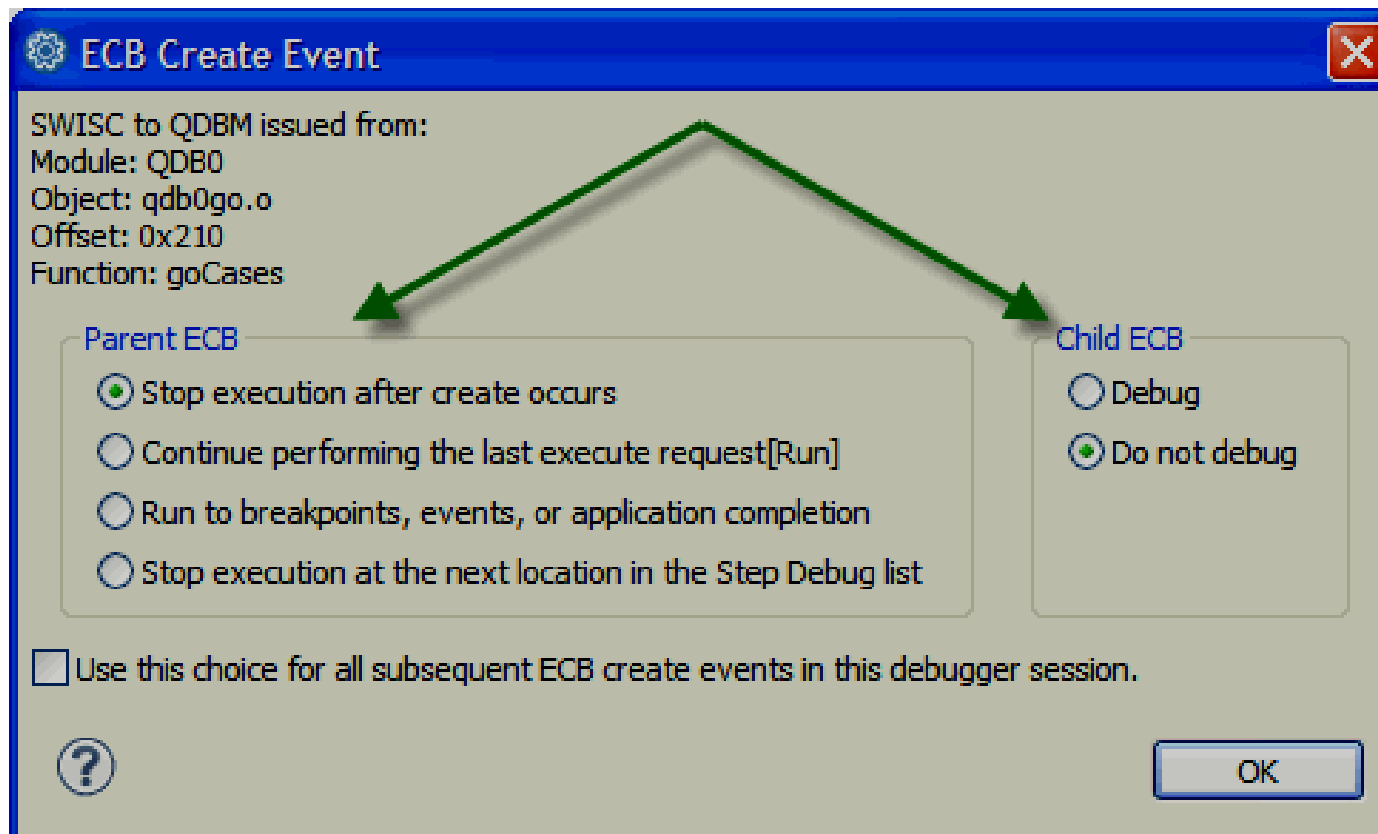 ECB Create Event
SWISC to QDBM issued from:
Module: QDB0
Object: qdb0go.o
Offset: 0x210
Function: goCases
Parent ECB
Stop execution after create occurs
Continue performing the last execute request[Run]
Run to breakpoints, events, or application completion
Stop execution at the next location in the Step Debug list
Child ECB
Debug
Do not debug
Use this choice for all subsequent ECB create events in this debugger session.
?
OK